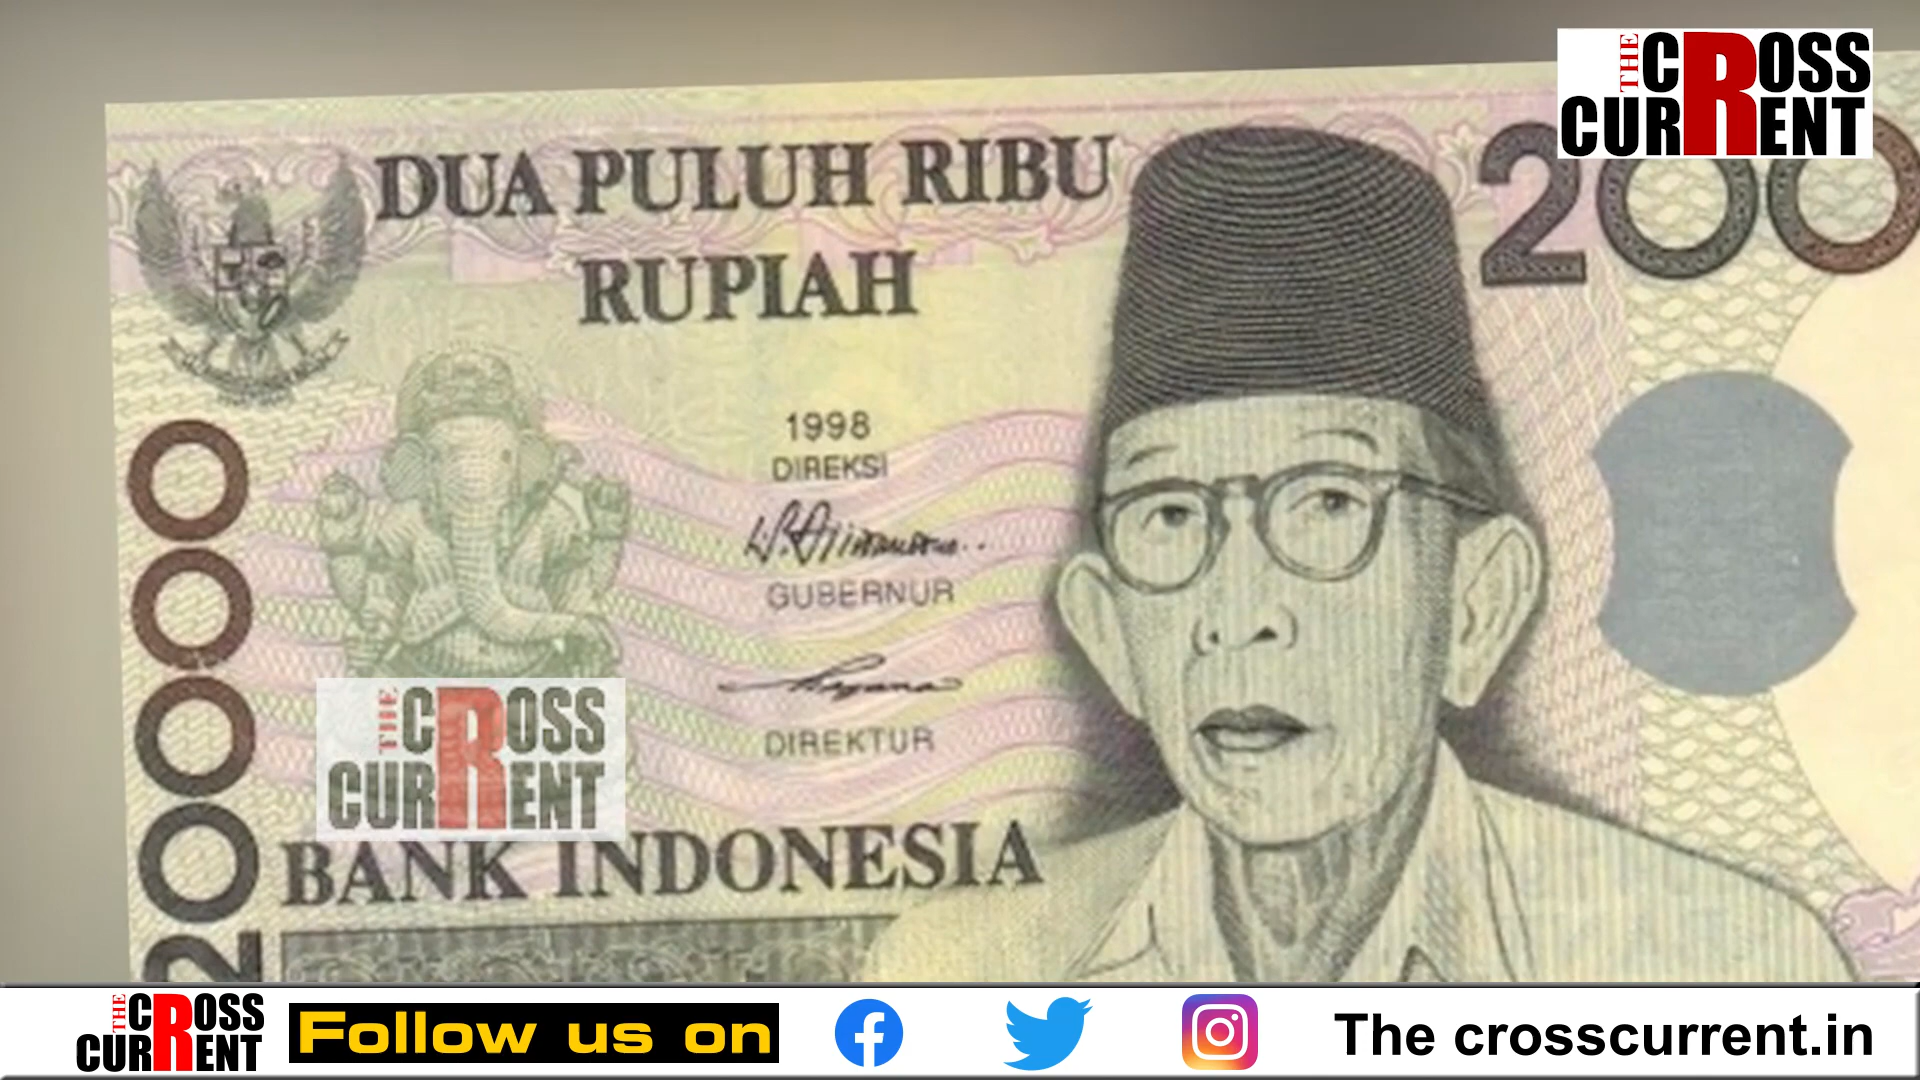 THE CROSS
CURRENT
DUA PULUH RIBU
RUPIAH
200
1998
DIREKSI
GUBERNUR
DIREKTUR
20000
THE CROSS
CURRENT
BANK INDONESIA
THE CROSS
CURRENT
Follow us on
The crosscurrent.in